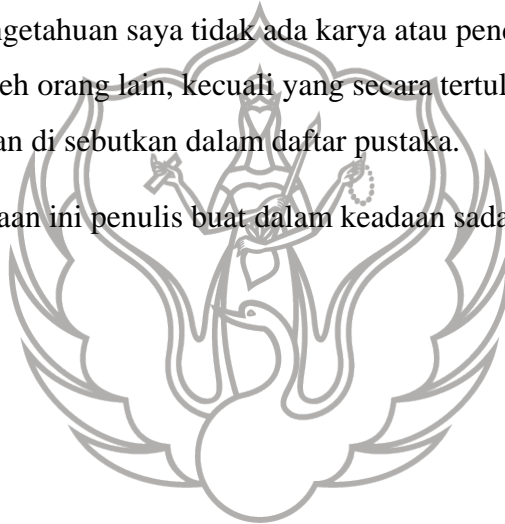 ngetahuan saya tidak ada karya atau pend
eh orang lain, kecuali yang secara tertul
an di sebutkan dalam daftar pustaka.
aan ini penulis buat dalam keadaan sada